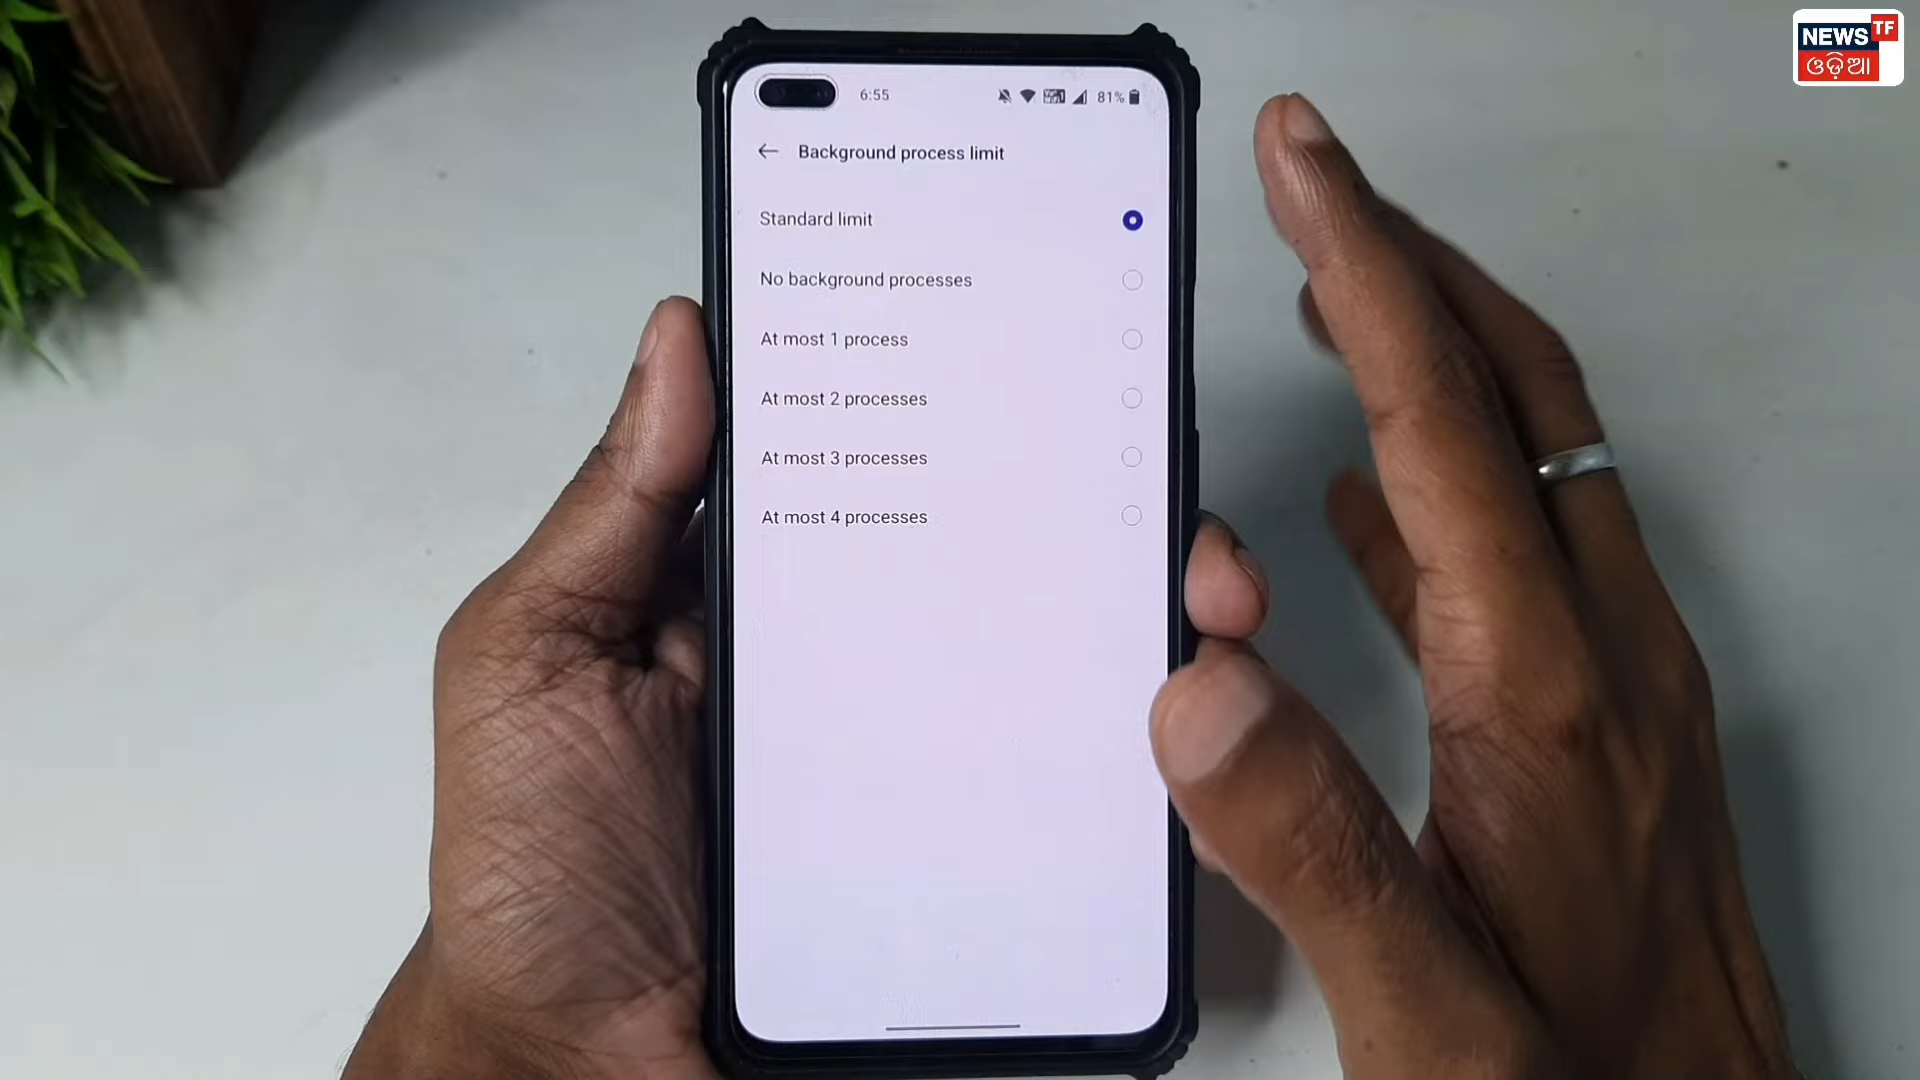 NEWS TF
ଓଡ଼ିଆ
6:55
81%
Background process limit
Standard limit
No background processes
At most 1 process
At most 2 processes
At most 3 processes
At most 4 processes